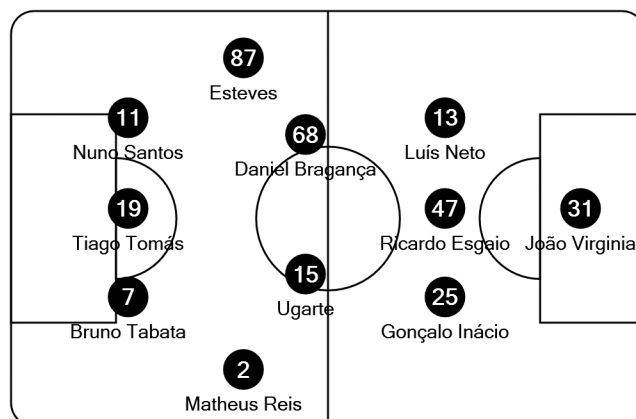 87
Esteves
11
Nuno Santos
68
Daniel Bragança
13
Luís Neto
19
Tiago Tomás
47
Ricardo Esgaio
31
João Virginia
7
Bruno Tabata
15
Ugarte
25
Gonçalo Inácio
2
Matheus Reis